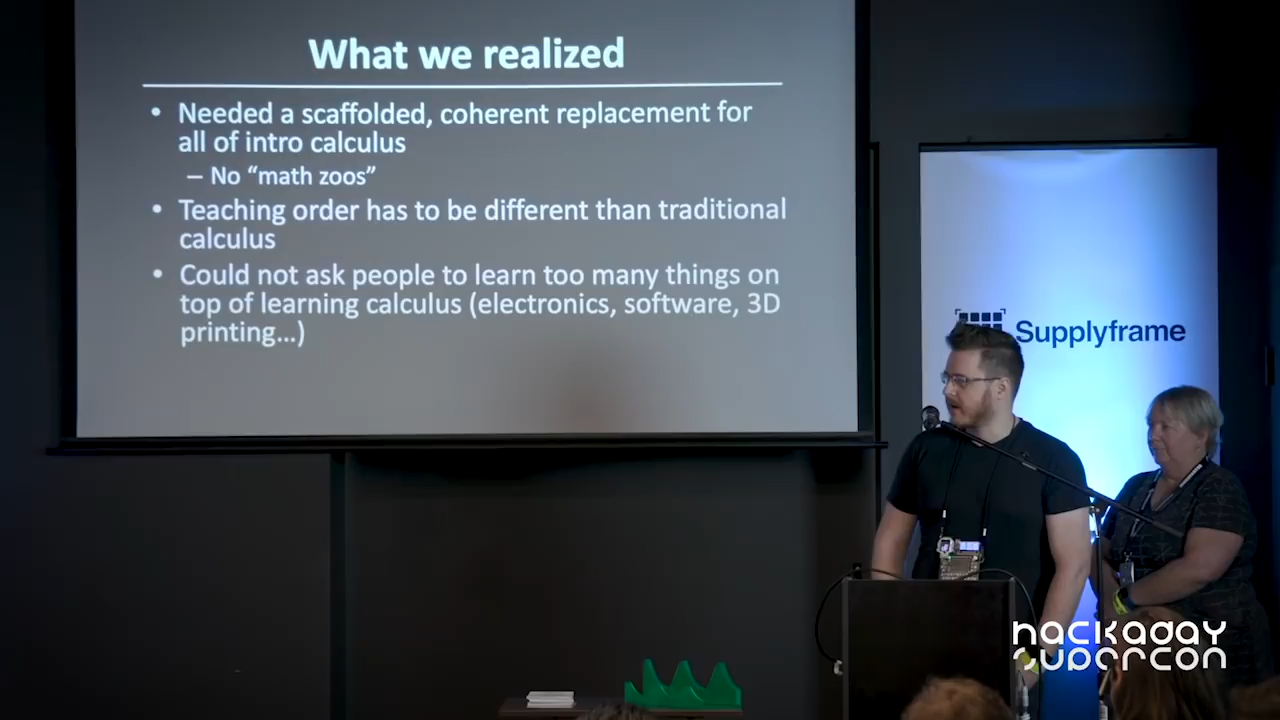 What we realized
• Needed a scaffolded, coherent replacement for
all of intro calculus
– No “math zoos”
• Teaching order has to be different than traditional
calculus
• Could not ask people to learn too many things on
top of learning calculus (electronics, software, 3D
printing...)
Supplyframe
hackaday
supercon